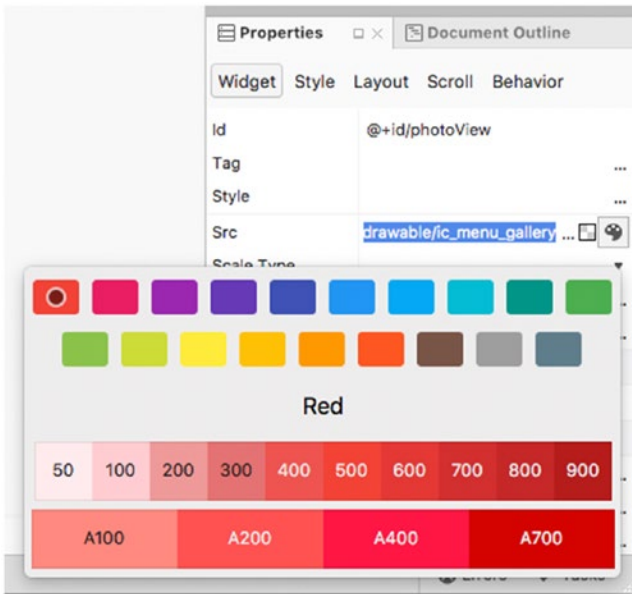 Properties Document Outline
Widget Style Layout Scroll Behavior
Id @+id/photoView
Tag ...
Style ...
Src drawable/ic_menu_gallery ...
Scale Type
Red
50 100 200 300 400 500 600 700 800 900
A100 A200 A400 A700
Errors Tasks